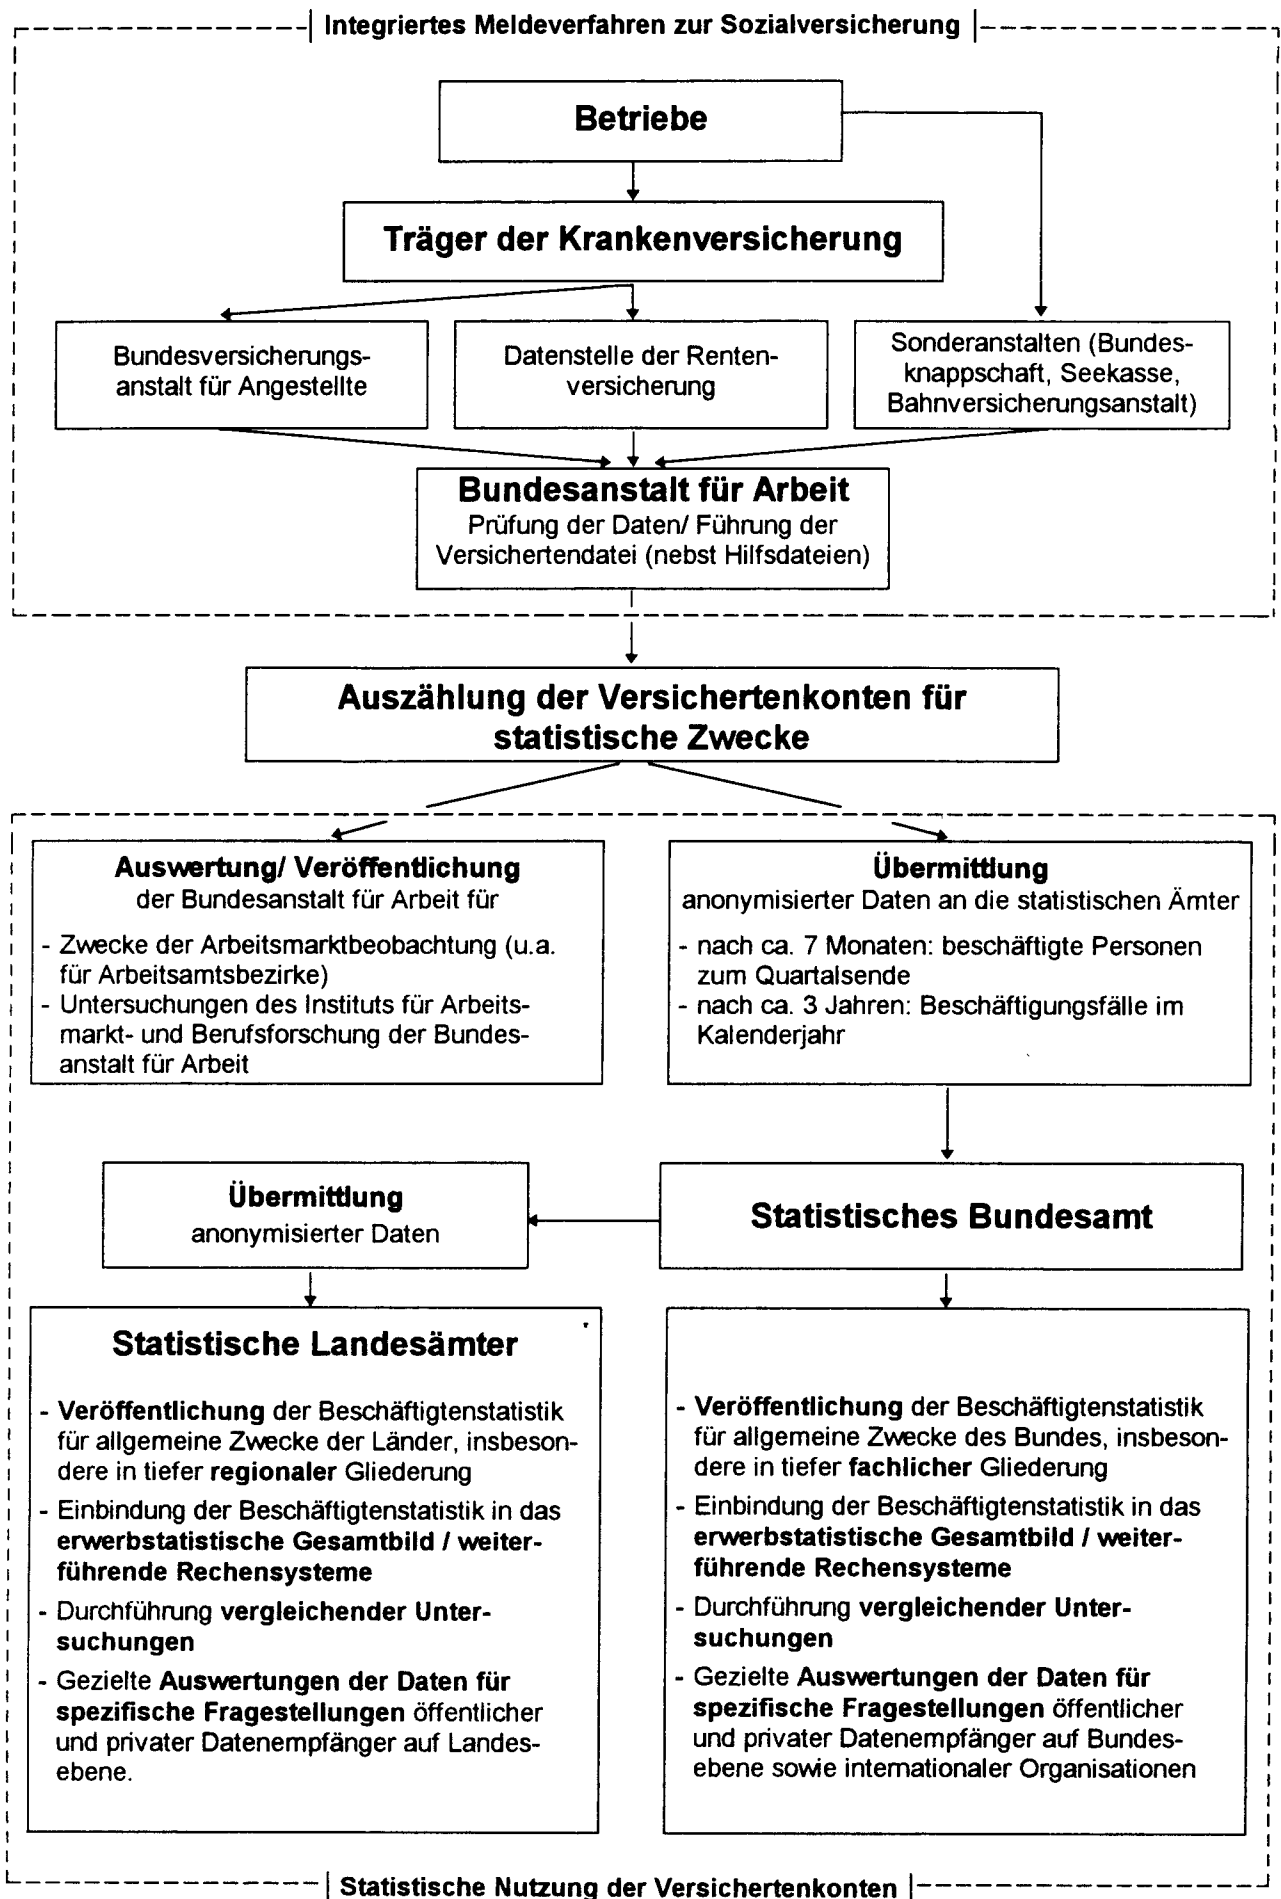 Integriertes Meldeverfahren zur Sozialversicherung
Betriebe
Träger der Krankenversicherung
Bundesversicherungs-
anstalt für Angestellte
Datenstelle der Renten-
versicherung
Sonderanstalten (Bundes-
knappschaft, Seekasse,
Bahnversicherungsanstalt)
Bundesanstalt für Arbeit
Prüfung der Daten/ Führung der
Versichertendatei (nebst Hilfsdateien)
Auszählung der Versichertenkonten für
statistische Zwecke
Auswertung/ Veröffentlichung
der Bundesanstalt für Arbeit für
- Zwecke der Arbeitsmarktbeobachtung (u.a.
für Arbeitsamtsbezirke)
- Untersuchungen des Instituts für Arbeits-
markt- und Berufsforschung der Bundes-
anstalt für Arbeit
Übermittlung
anonymisierter Daten an die statistischen Ämter
- nach ca. 7 Monaten: beschäftigte Personen
zum Quartalsende
- nach ca. 3 Jahren: Beschäftigungsfälle im
Kalenderjahr
Übermittlung
anonymisierter Daten
Statistisches Bundesamt
Statistische Landesämter
- Veröffentlichung der Beschäftigtenstatistik
für allgemeine Zwecke der Länder, insbeson-
dere in tiefer regionaler Gliederung
- Einbindung der Beschäftigtenstatistik in das
erwerbstatistische Gesamtbild / weiter-
führende Rechensysteme
- Durchführung vergleichender Unter-
suchungen
- Gezielte Auswertungen der Daten für
spezifische Fragestellungen öffentlicher
und privater Datenempfänger auf Landes-
ebene.
- Veröffentlichung der Beschäftigtenstatistik
für allgemeine Zwecke des Bundes, insbeson-
dere in tiefer fachlicher Gliederung
- Einbindung der Beschäftigtenstatistik in das
erwerbstatistische Gesamtbild / weiter-
führende Rechensysteme
- Durchführung vergleichender Unter-
suchungen
- Gezielte Auswertungen der Daten für
spezifische Fragestellungen öffentlicher
und privater Datenempfänger auf Bundes-
ebene sowie internationaler Organisationen
Statistische Nutzung der Versichertenkonten